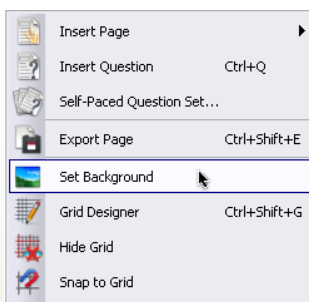 Insert Page
Insert Question Ctrl+Q
Self-Paced Question Set...
Export Page Ctrl+Shift+E
Set Background
Grid Designer Ctrl+Shift+G
Hide Grid
Snap to Grid